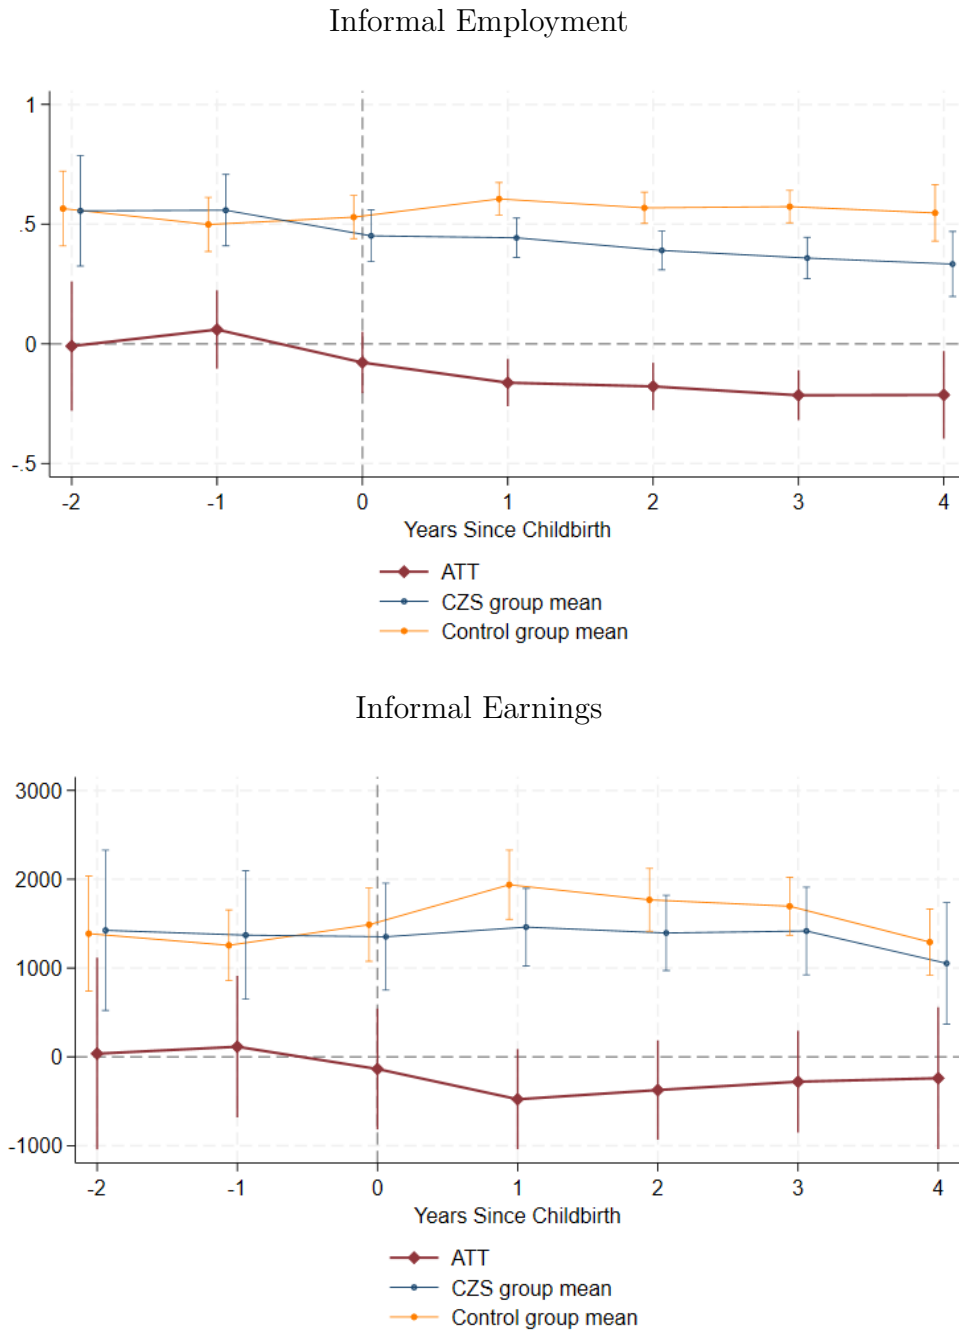 Informal Employment
1
.5
0
-.5
-2 -1 0 1 2 3 4
Years Since Childbirth
ATT
CZS group mean
Control group mean
Informal Earnings
3000
2000
1000
0
-1000
-2 -1 0 1 2 3 4
Years Since Childbirth
ATT
CZS group mean
Control group mean